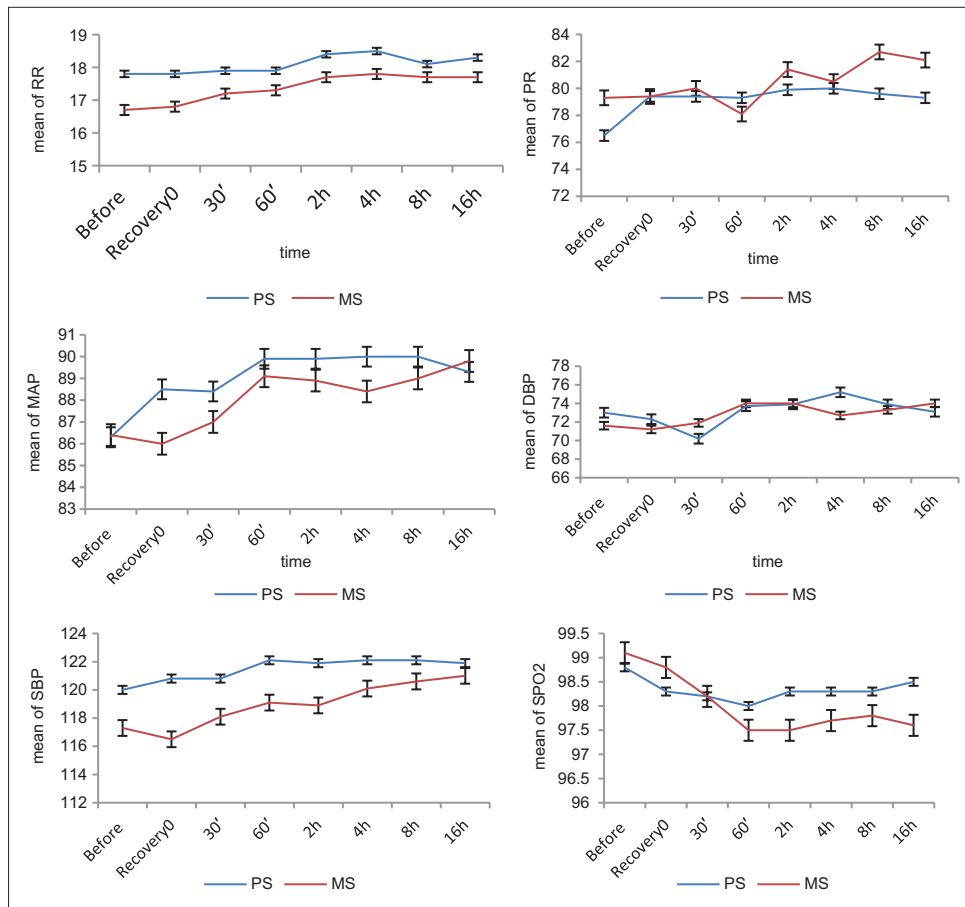 mean of RR
19
18
17
16
15
Before
Recovery0
30′
60′
2h
4h
8h
16h
time
PS
MS
mean of PR
84
82
80
78
76
74
72
Before
Recovery0
30′
60′
2h
4h
8h
16h
time
PS
MS
mean of MAP
91
90
89
88
87
86
85
84
83
Before
Recovery0
30′
60′
2h
4h
8h
16h
time
PS
MS
mean of DBP
78
76
74
72
70
68
66
Before
Recovery0
30′
60′
2h
4h
8h
16h
time
PS
MS
mean of SBP
124
122
120
118
116
114
112
Before
Recovery0
30′
60′
2h
4h
8h
16h
PS
MS
mean of SPO2
99.5
99
98.5
98
97.5
97
96.5
96
Before
Recovery0
30′
60′
2h
4h
8h
16h
PS
MS